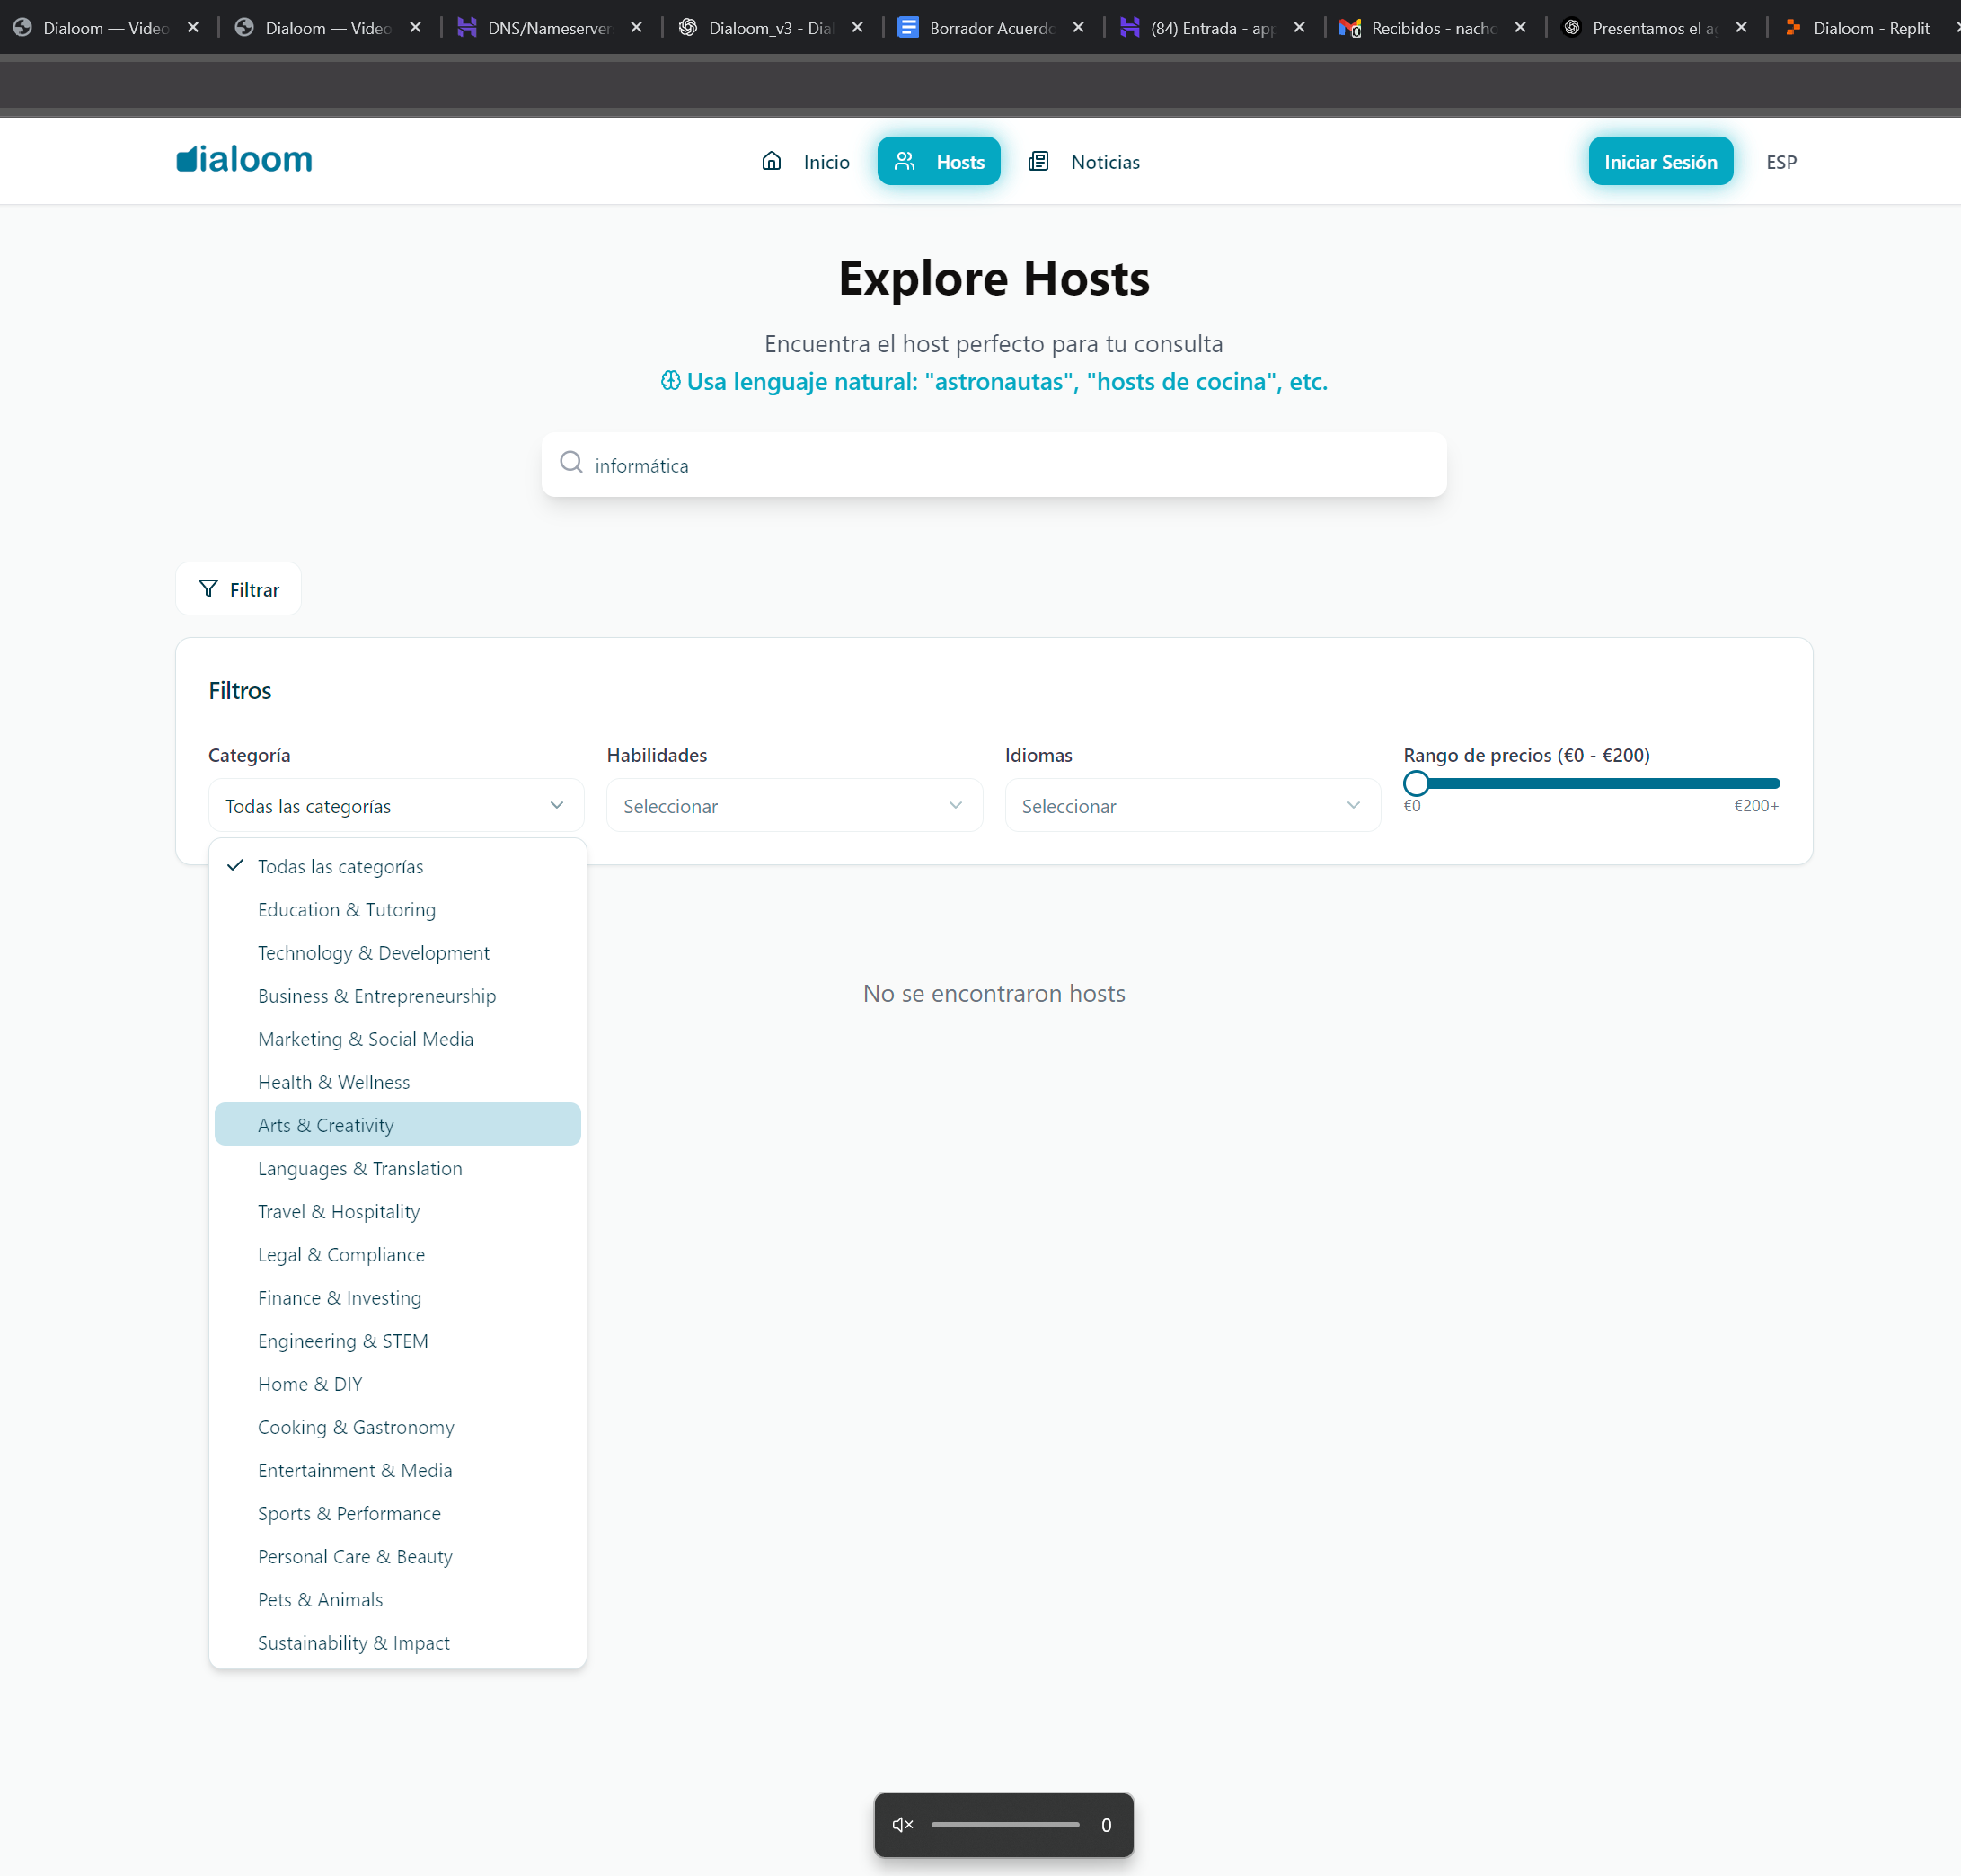 Dialoom — Video
Dialoom — Video
DNS/Nameserver
Dialoom_v3 - Dial
Borrador Acuerdo
(84) Entrada - app
Recibidos - nacho
Presentamos el ag
Dialoom - Replit
dialoom
Inicio
Hosts
Noticias
Iniciar Sesión
ESP
Explore Hosts
Encuentra el host perfecto para tu consulta
Usa lenguaje natural: "astronautas", "hosts de cocina", etc.
informática
Filtrar
Filtros
Categoría
Habilidades
Idiomas
Rango de precios (€0 - €200)
Todas las categorías
Seleccionar
Seleccionar
€0
€200+
Todas las categorías
Education & Tutoring
Technology & Development
Business & Entrepreneurship
Marketing & Social Media
Health & Wellness
Arts & Creativity
Languages & Translation
Travel & Hospitality
Legal & Compliance
Finance & Investing
Engineering & STEM
Home & DIY
Cooking & Gastronomy
Entertainment & Media
Sports & Performance
Personal Care & Beauty
Pets & Animals
Sustainability & Impact
No se encontraron hosts
0